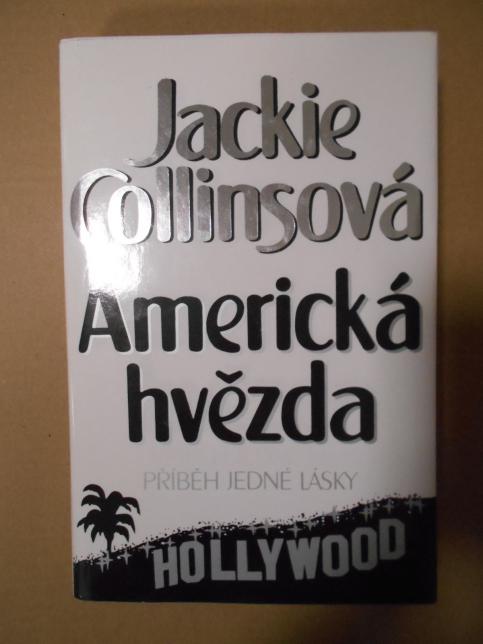 Jackie
Collinsová
Americká
hvězda
PŘÍBĚH JEDNÉ LÁSKY
HOLLYWOOD